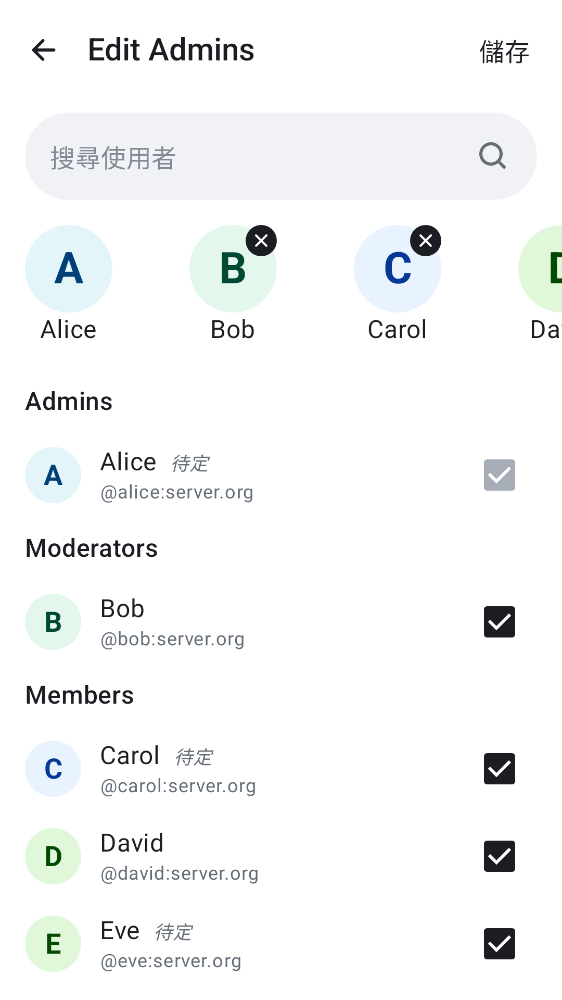 Edit Admins
儲存
搜尋使用者
A
B
C
D
Alice
Bob
Carol
Da
Admins
A
Alice 待定
@alice:server.org
Moderators
B
Bob
@bob:server.org
Members
C
Carol 待定
@carol:server.org
D
David
@david:server.org
E
Eve 待定
@eve:server.org